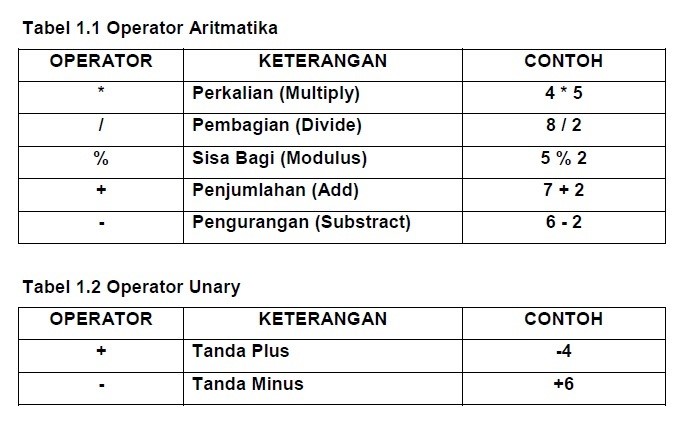 Tabel 1.1 Operator Aritmatika
OPERATOR KETERANGAN CONTOH
* Perkalian (Multiply) 4 * 5
/ Pembagian (Divide) 8 / 2
% Sisa Bagi (Modulus) 5 % 2
+ Penjumlahan (Add) 7 + 2
- Pengurangan (Substract) 6 - 2
Tabel 1.2 Operator Unary
OPERATOR KETERANGAN CONTOH
+ Tanda Plus -4
- Tanda Minus +6